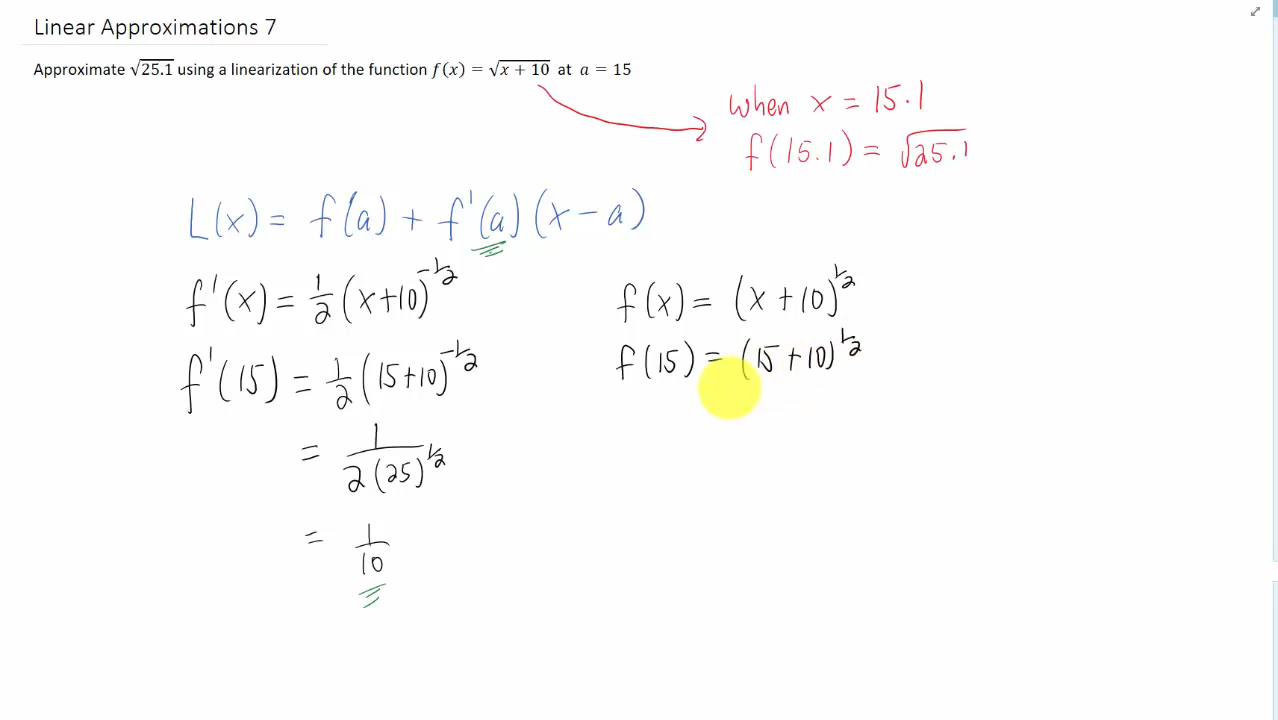 Linear Approximations 7
Approximate √25.1 using a linearization of the function f(x) = √x + 10 at a = 15
when x = 15.1
f(15.1) = √25.1
L(x) = f(a) + f'(a)(x - a)
f'(x) = 1/2 (x+10)^-1/2
f'(15) = 1/2 (15+10)^-1/2
= 1/2(25)^1/2
= 1/10
f(x) = (x + 10)^1/2
f(15) = (15 + 10)^1/2